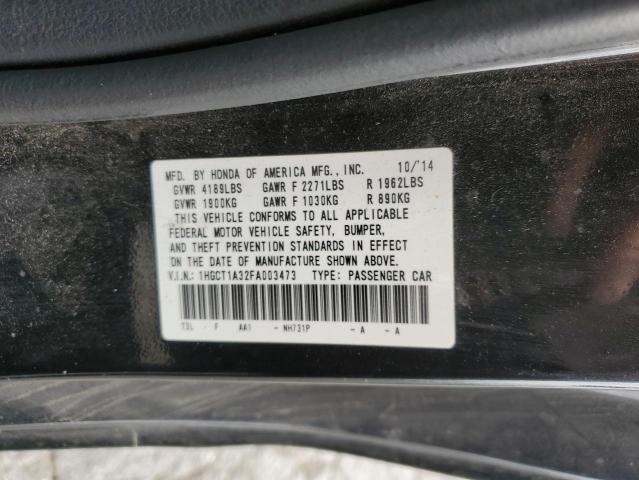 MFD. BY HONDA OF AMERICA MFG., INC. 10/'14
GVWR 4189LBS GAWR F 2271LBS R 1962LBS
GVWR 1900KG GAWR F 1030KG R 890KG
THIS VEHICLE CONFORMS TO ALL APPLICABLE
FEDERAL MOTOR VEHICLE SAFETY, BUMPER,
AND THEFT PREVENTION STANDARDS IN EFFECT
ON THE DATE OF MANUFACTURE SHOWN ABOVE.
V.I.N.: 1HGCT1A32FA003473 TYPE: PASSENGER CAR
T3L - F AA1 - NH731P - A - A